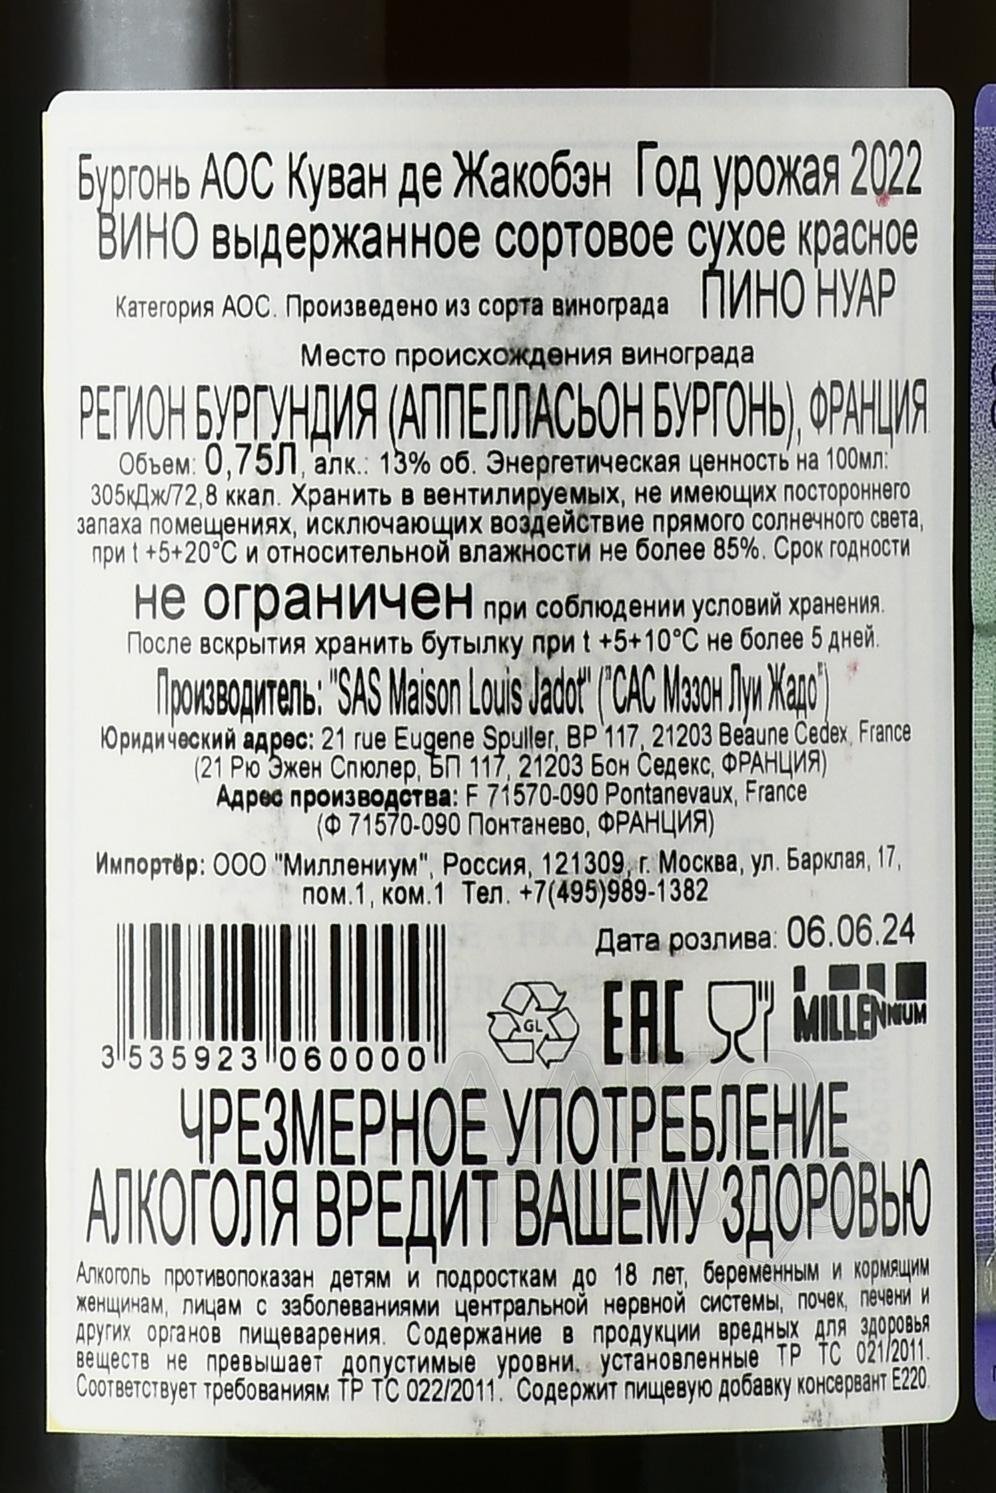 Бургонь АОС Куван де Жакобэн Год урожая 2022
ВИНО выдержанное сортовое сухое красное
Категория АОС. Произведено из сорта винограда ПИНО НУАР
Место происхождения винограда
РЕГИОН БУРГУНДИЯ (АППЕЛЛАСЬОН БУРГОНЬ), ФРАНЦИЯ
Объем: 0,75Л, алк.: 13% об. Энергетическая ценность на 100мл:
305кДж/72,8 ккал. Хранить в вентилируемых, не имеющих постороннего
запаха помещениях, исключающих воздействие прямого солнечного света,
при t +5+20°С и относительной влажности не более 85%. Срок годности
не ограничен при соблюдении условий хранения.
После вскрытия хранить бутылку при t +5+10°С не более 5 дней.
Производитель: "SAS Maison Louis Jadot" ("САС Мэзон Луи Жадо")
Юридический адрес: 21 rue Eugene Spuller, BP 117, 21203 Beaune Cedex, France
(21 Рю Эжен Спюлер, БП 117, 21203 Бон Седекс, ФРАНЦИЯ)
Адрес производства: F 71570-090 Pontanevaux, France
(Ф 71570-090 Понтанево, ФРАНЦИЯ)
Импортёр: ООО "Миллениум", Россия, 121309, г. Москва, ул. Барклая, 17,
пом.1, ком.1 Тел. +7(495)989-1382
Дата розлива: 06.06.24
GL EAC MILLENNIUM
3 535923 060000
ЧРЕЗМЕРНОЕ УПОТРЕБЛЕНИЕ
АЛКОГОЛЯ ВРЕДИТ ВАШЕМУ ЗДОРОВЬЮ
Алкоголь противопоказан детям и подросткам до 18 лет, беременным и кормящим
женщинам, лицам с заболеваниями центральной нервной системы, почек, печени и
других органов пищеварения. Содержание в продукции вредных для здоровья
веществ не превышает допустимые уровни, установленные ТР ТС 021/2011.
Соответствует требованиям ТР ТС 022/2011. Содержит пищевую добавку консервант Е220.